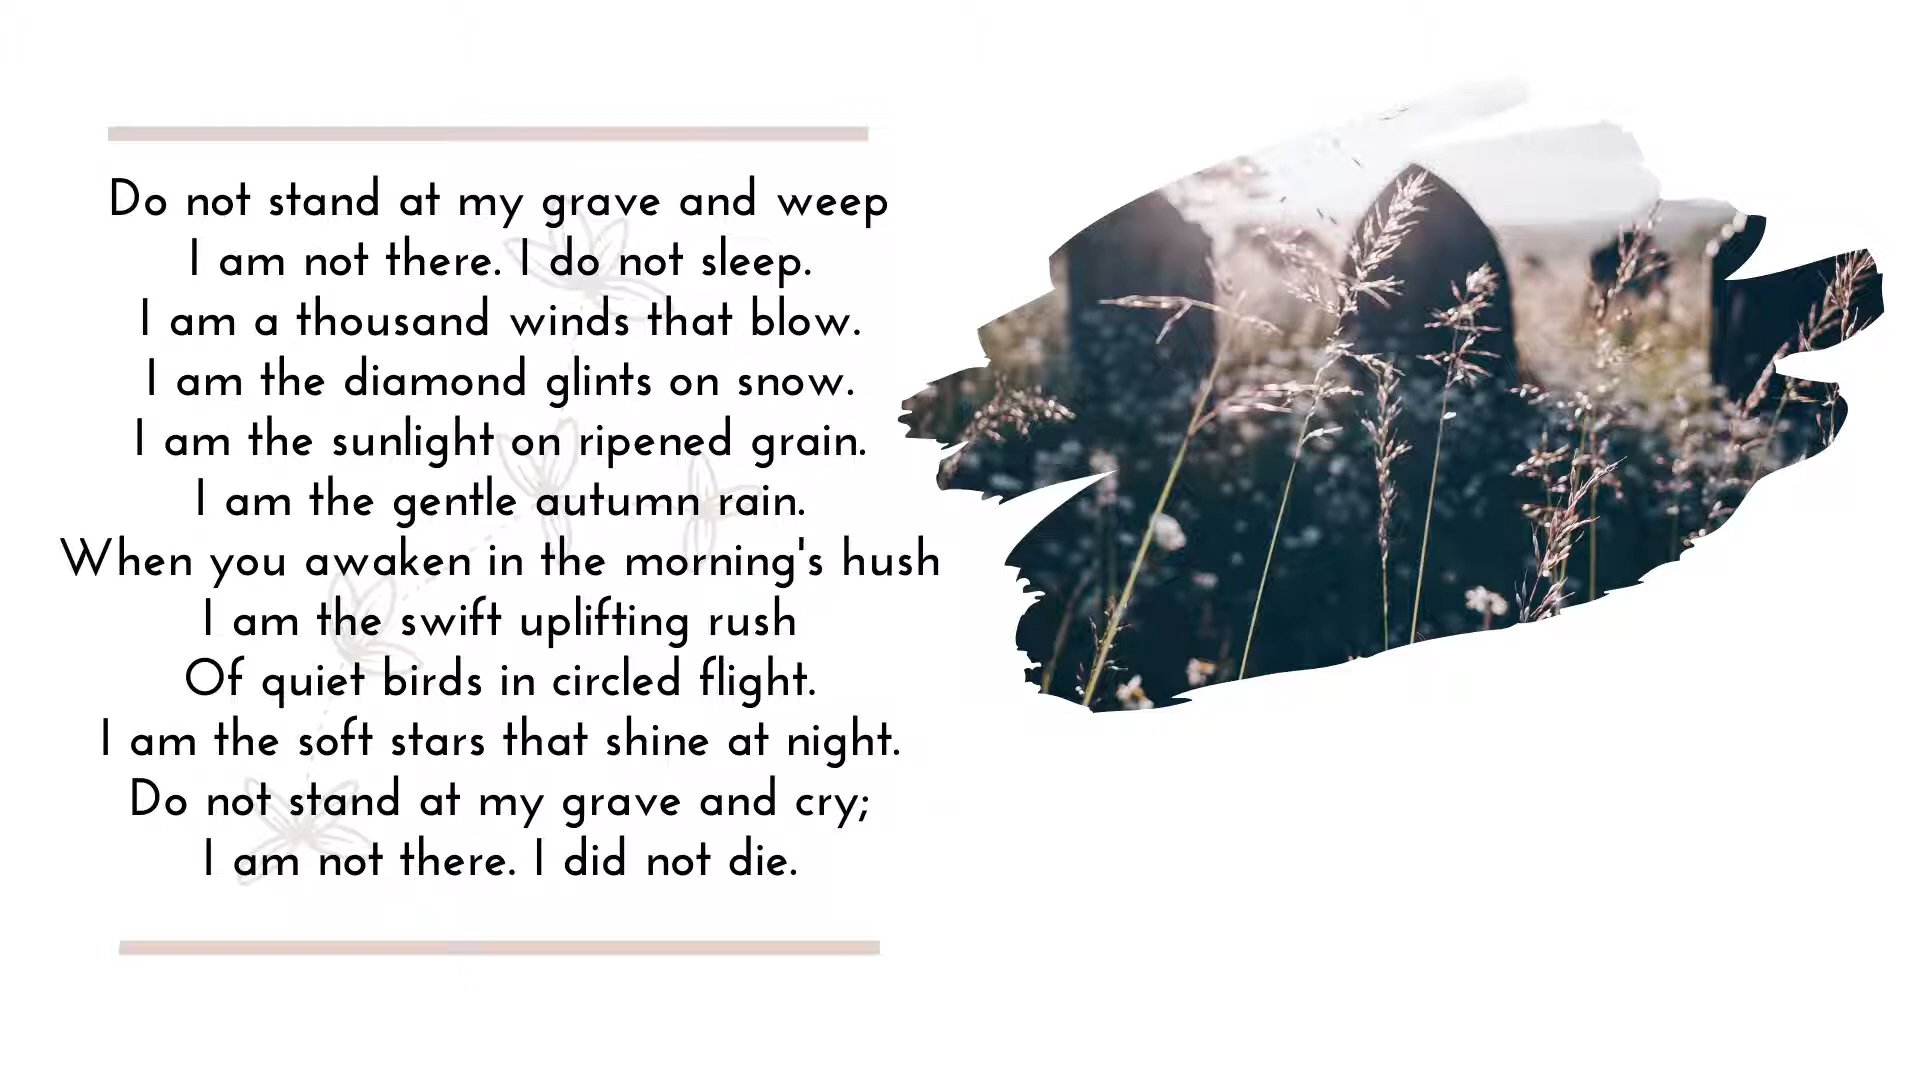 Do not stand at my grave and weep
I am not there. I do not sleep.
I am a thousand winds that blow.
I am the diamond glints on snow.
I am the sunlight on ripened grain.
I am the gentle autumn rain.
When you awaken in the morning's hush
I am the swift uplifting rush
Of quiet birds in circled flight.
I am the soft stars that shine at night.
Do not stand at my grave and cry;
I am not there. I did not die.